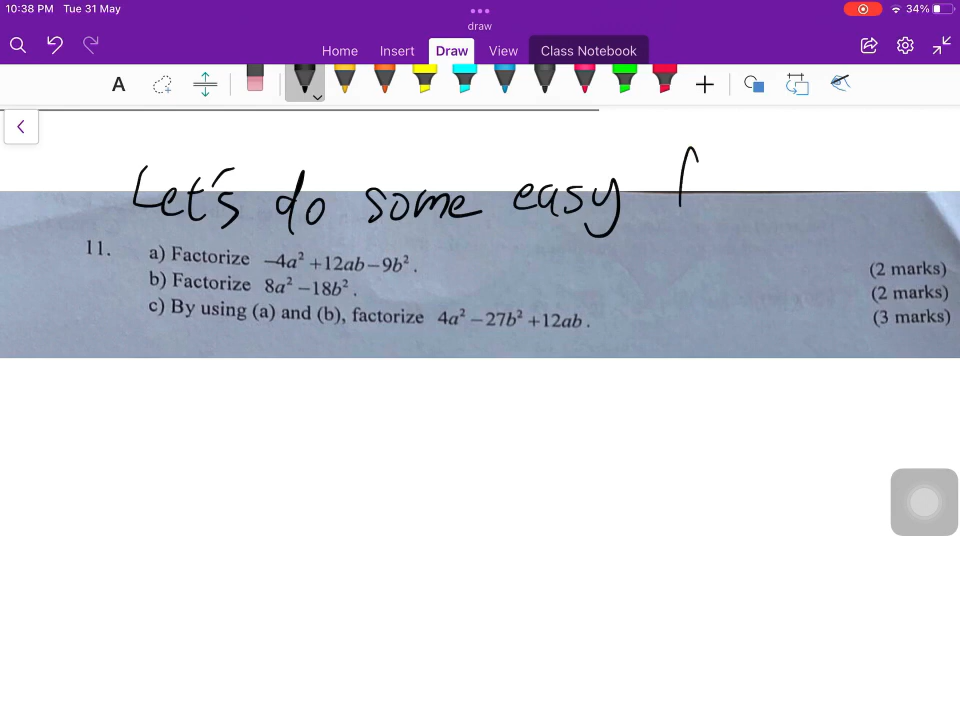 10:38 PM Tue 31 May
34%
draw
Home Insert Draw View Class Notebook
A
Let's do some easy f
11. a) Factorize −4a² +12ab−9b². (2 marks)
b) Factorize 8a² −18b². (2 marks)
c) By using (a) and (b), factorize 4a² −27b² +12ab. (3 marks)